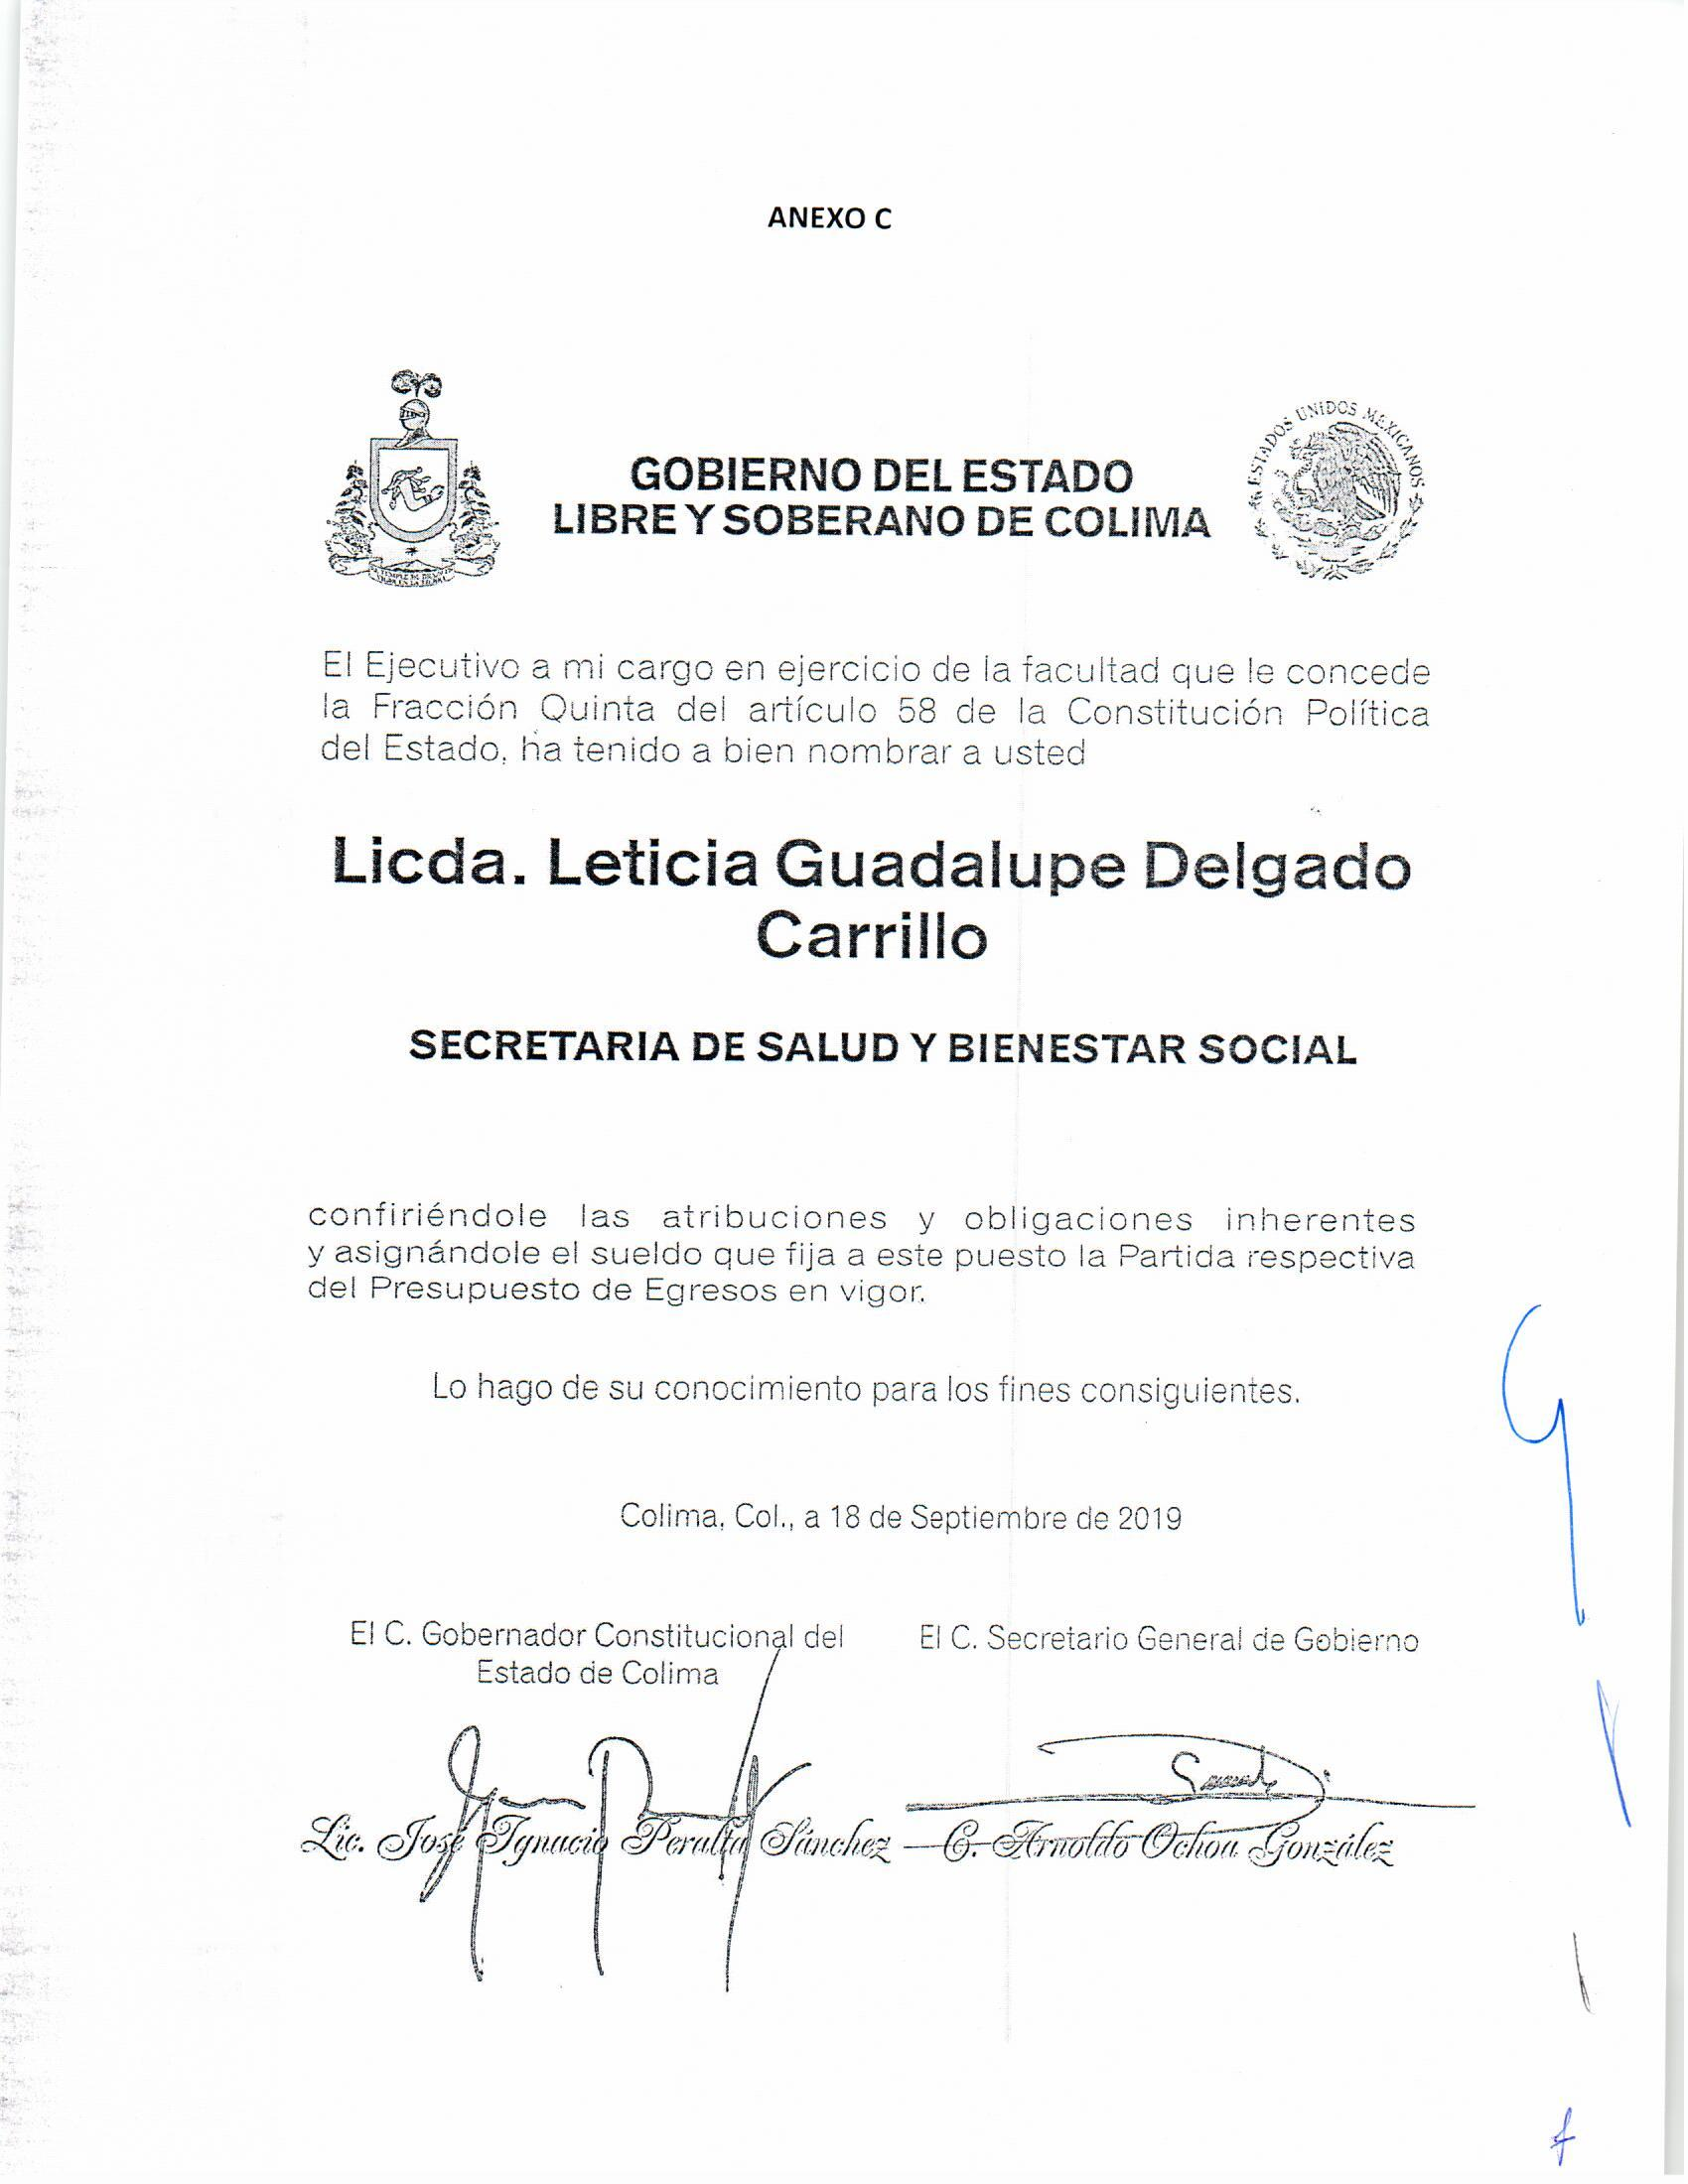 ANEXO C
GOBIERNO DEL ESTADO
LIBRE Y SOBERANO DE COLIMA
ESTADOS UNIDOS MEXICANOS
El Ejecutivo a mi cargo en ejercicio de la facultad que le concede
la Fracción Quinta del artículo 58 de la Constitución Política
del Estado, ha tenido a bien nombrar a usted
Licda. Leticia Guadalupe Delgado
Carrillo
SECRETARIA DE SALUD Y BIENESTAR SOCIAL
confiriéndole las atribuciones y obligaciones inherentes
y asignándole el sueldo que fija a este puesto la Partida respectiva
del Presupuesto de Egresos en vigor.
Lo hago de su conocimiento para los fines consiguientes.
Colima, Col., a 18 de Septiembre de 2019
El C. Gobernador Constitucional del
Estado de Colima
El C. Secretario General de Gobierno
Lic. José Ignacio Peralta Sánchez
C. Arnoldo Ochoa González